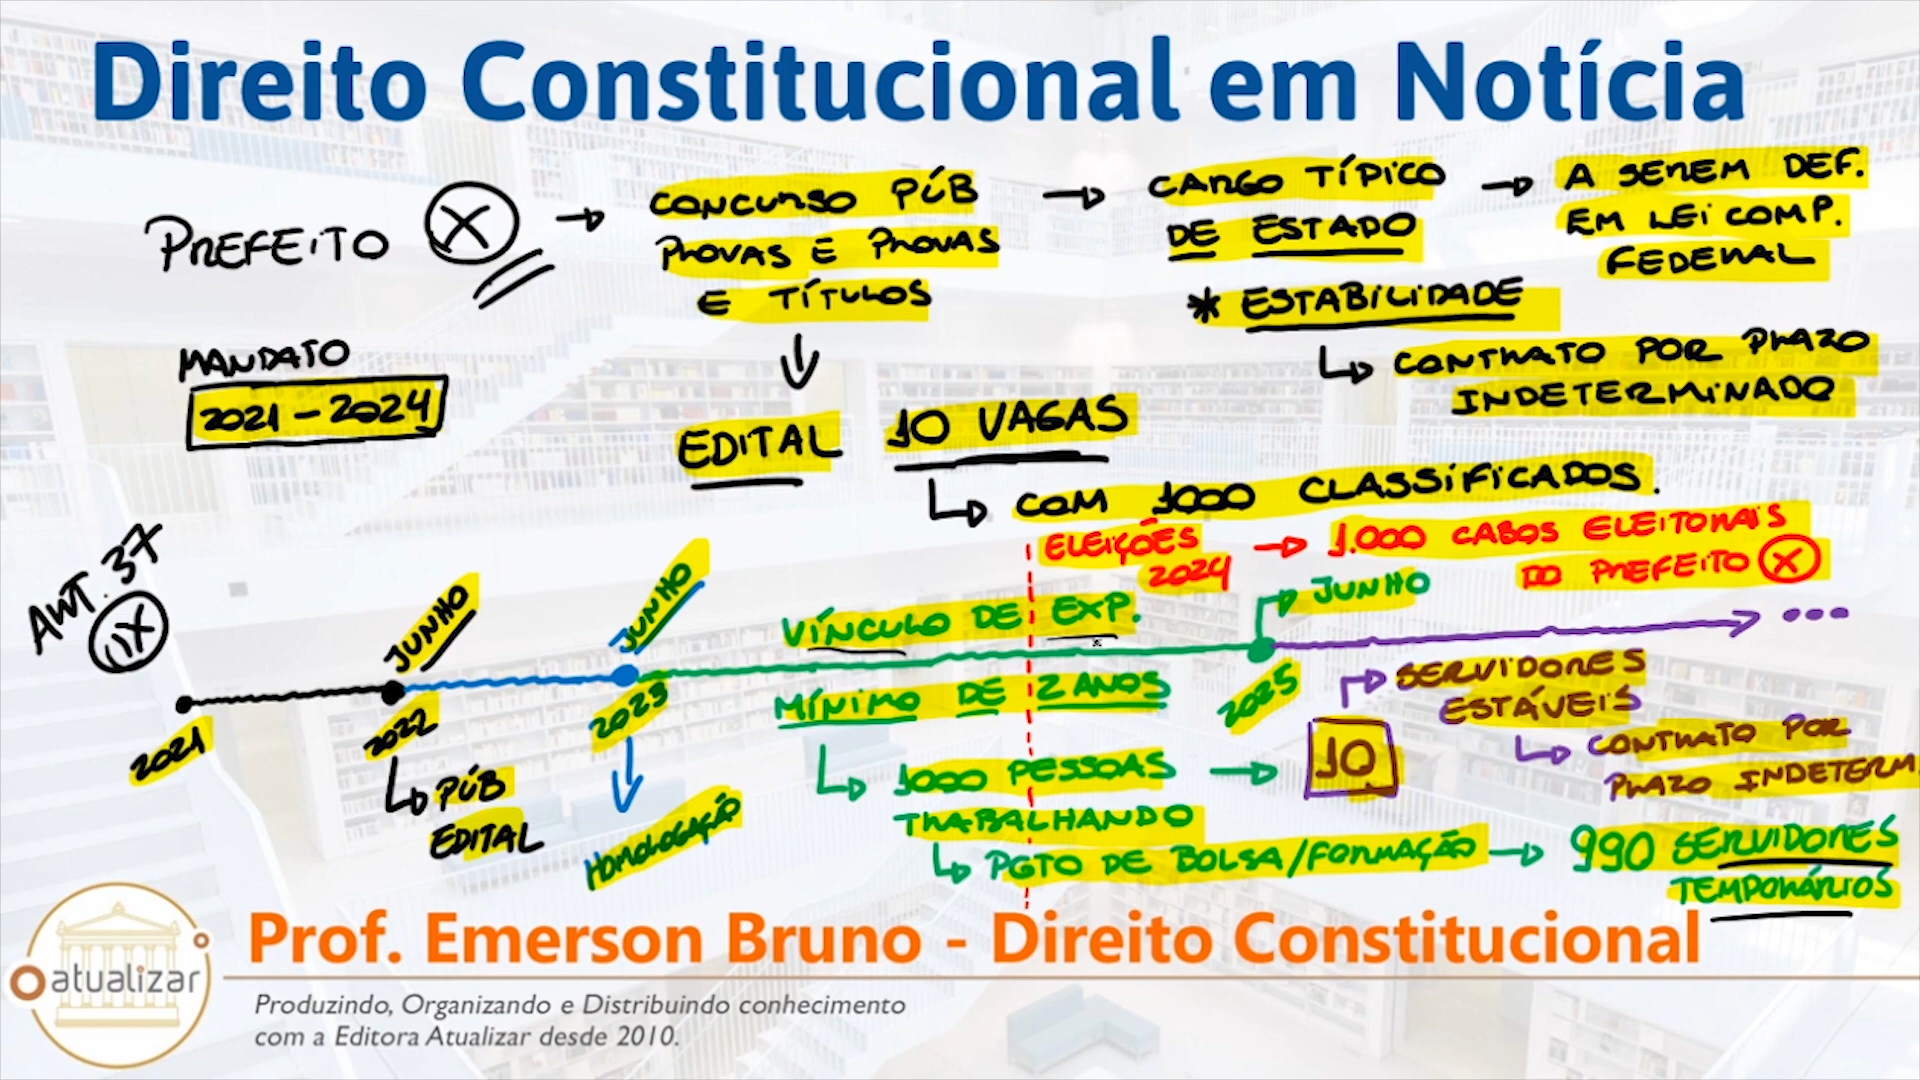 Direito Constitucional em Notícia
PREFEITO X → CONCURSO PÚB
PROVAS E PROVAS
E TÍTULOS
→ CARGO TÍPICO
DE ESTADO
→ A SEREM DEF.
EM LEI COMP.
FEDERAL
* ESTABILIDADE
CONTRATO POR PRAZO
INDETERMINADO
MANDATO
2021 - 2024
EDITAL 10 VAGAS
COM 1000 CLASSIFICADOS.
ELEIÇÕES
2024
→ 1.000 CABOS ELEITORAIS
DO PREFEITO X
ART. 37
IX
JUNHO
JUNHO
VÍNCULO DE EXP.
JUNHO
...
2021
2022
2023
MÍNIMO DE 2 ANOS
2025
SERVIDORES
ESTÁVEIS
CONTRATO POR
PRAZO INDETERM
PÚB
EDITAL
HOMOLOGAÇÃO
1000 PESSOAS → 10
TRABALHANDO
PGTO DE BOLSA/FORMAÇÃO → 990 SERVIDORES
TEMPORÁRIOS
atualizar
Prof. Emerson Bruno - Direito Constitucional
Produzindo, Organizando e Distribuindo conhecimento
com a Editora Atualizar desde 2010.